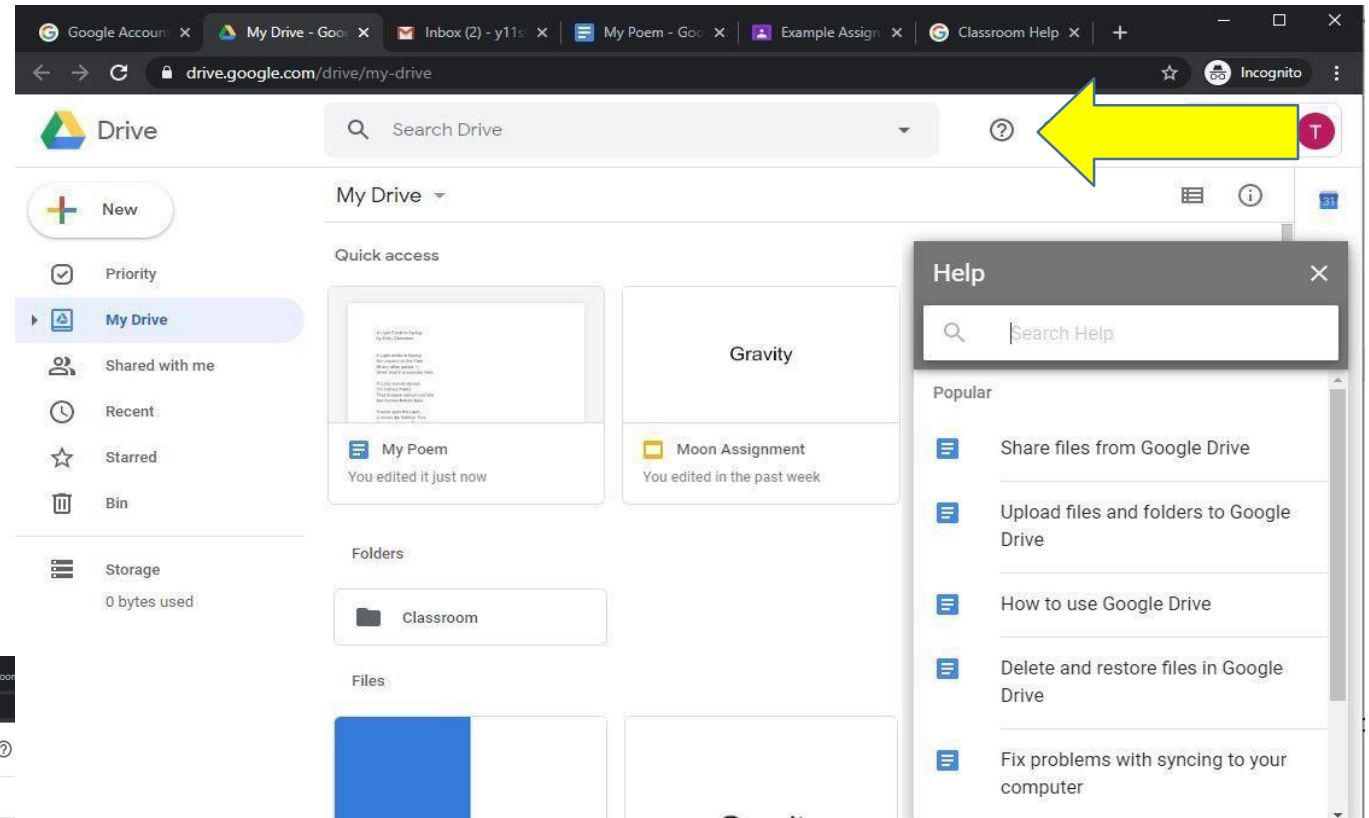 Google Accoun
My Drive - Goo
Inbox (2) - y11s
My Poem - Goo
Example Assign
Classroom Help
drive.google.com/drive/my-drive
Incognito
Drive
Search Drive
T
New
My Drive
31
Priority
My Drive
Shared with me
Recent
Starred
Bin
Storage
0 bytes used
Quick access
My Poem
You edited it just now
Gravity
Moon Assignment
You edited in the past week
Folders
Classroom
Files
Help
Search Help
Popular
Share files from Google Drive
Upload files and folders to Google
Drive
How to use Google Drive
Delete and restore files in Google
Drive
Fix problems with syncing to your
computer